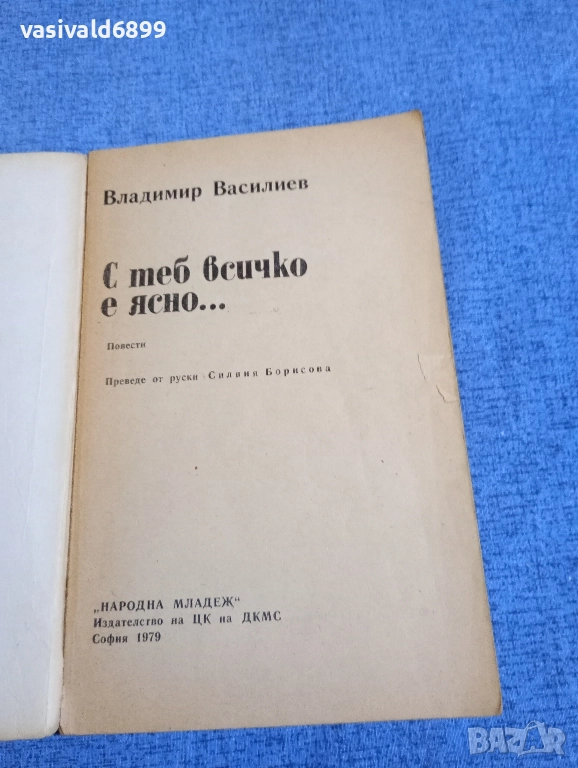 vasivald6899
Владимир Василиев
С теб всичко
е ясно...
Повести
Преведе от руски Силвия Борисова
„НАРОДНА МЛАДЕЖ“
Издателство на ЦК на ДКМС
София 1979
BAZAR